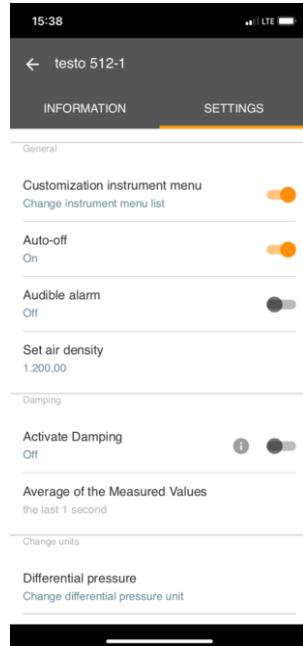 15:38
LTE
testo 512-1
INFORMATION
SETTINGS
General
Customization instrument menu
Change instrument menu list
Auto-off
On
Audible alarm
Off
Set air density
1.200,00
Damping
Activate Damping
Off
i
Average of the Measured Values
the last 1 second
Change units
Differential pressure
Change differential pressure unit